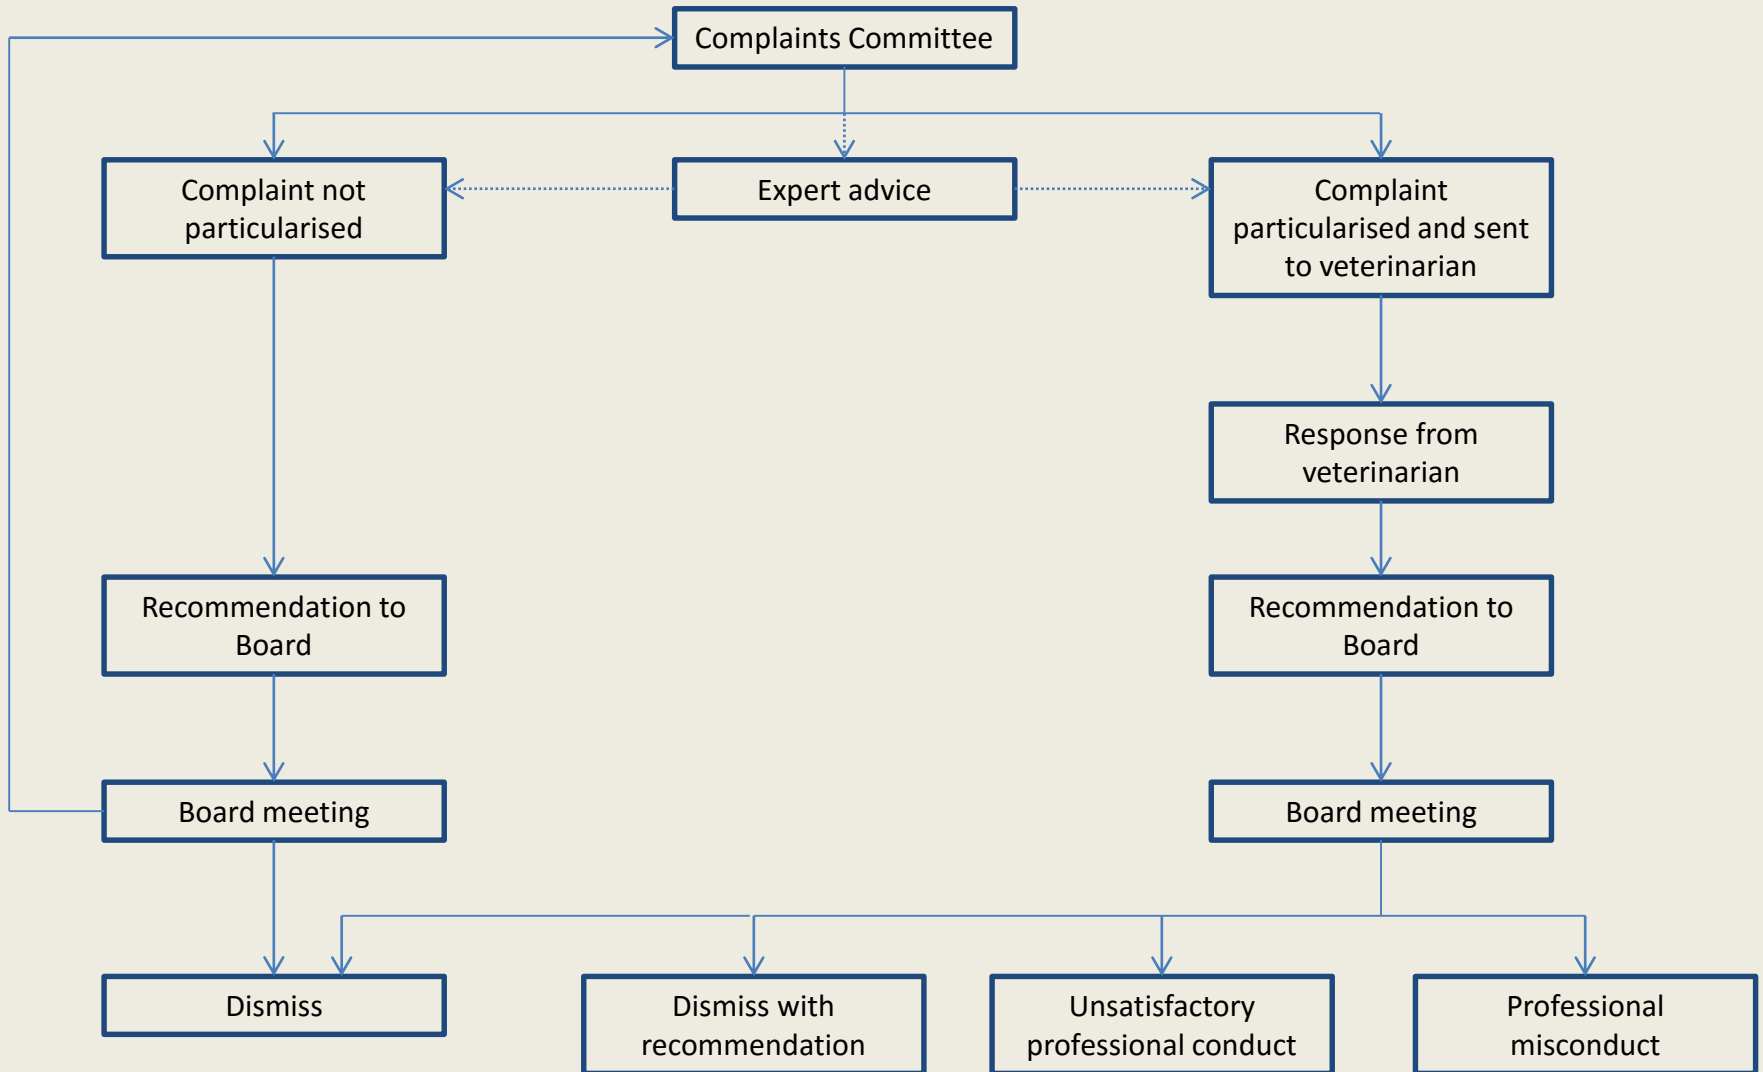 Complaints Committee
Complaint not
particularised
Expert advice
Complaint
particularised and sent
to veterinarian
Response from
veterinarian
Recommendation to
Board
Recommendation to
Board
Board meeting
Board meeting
Dismiss
Dismiss with
recommendation
Unsatisfactory
professional conduct
Professional
misconduct